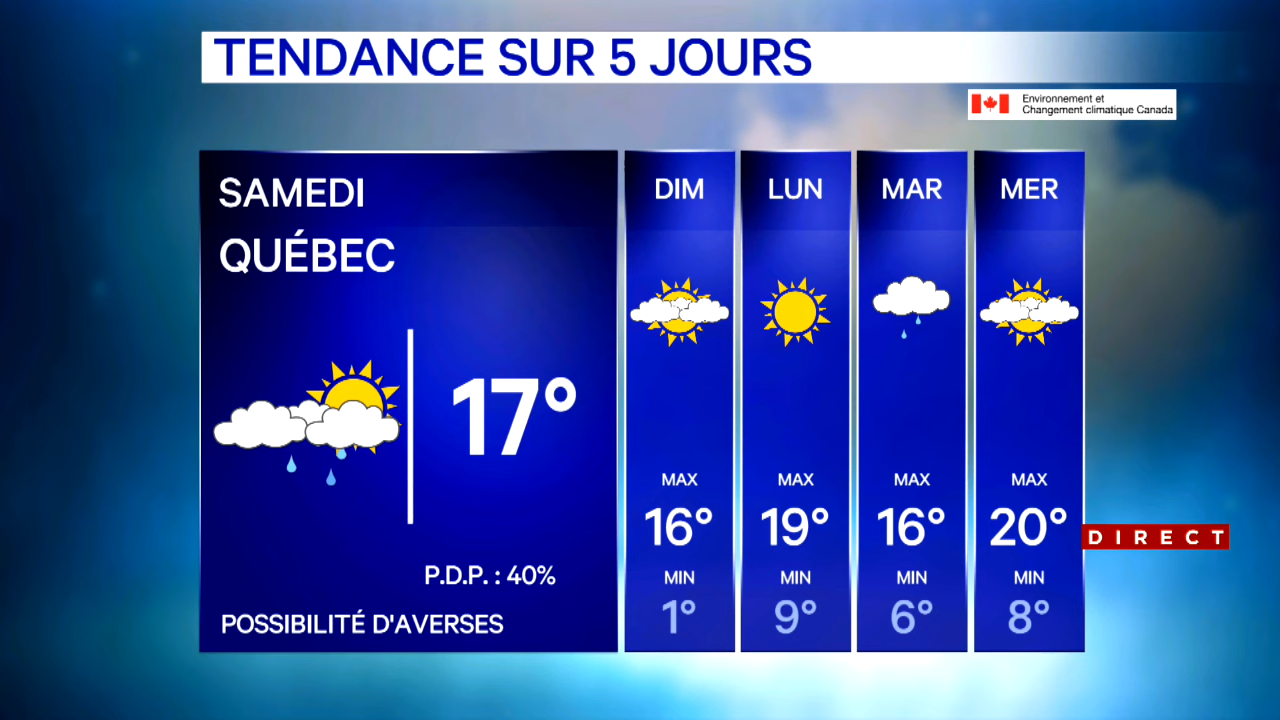 TENDANCE SUR 5 JOURS
Environnement et
Changement climatique Canada
SAMEDI
QUÉBEC
17°
P.D.P. : 40%
POSSIBILITÉ D'AVERSES
DIM LUN MAR MER
MAX MAX MAX MAX
16° 19° 16° 20°
DIRECT
MIN MIN MIN MIN
1° 9° 6° 8°